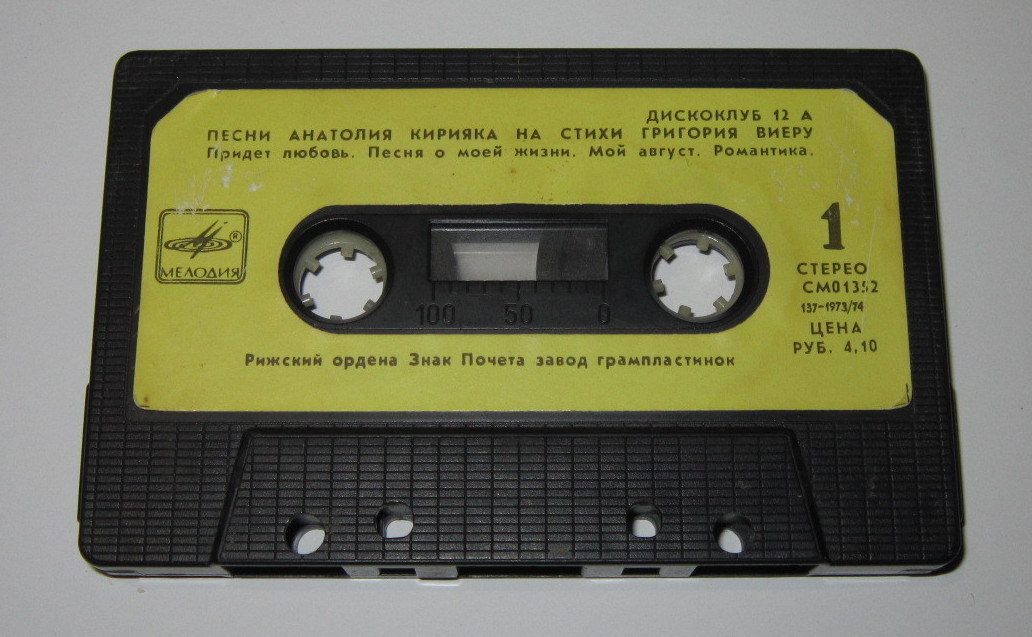 ДИСКОКЛУБ 12 А
ПЕСНИ АНАТОЛИЯ КИРИЯКА НА СТИХИ ГРИГОРИЯ ВИЕРУ
Придет любовь. Песня о моей жизни. Мой август. Романтика.
® МЕЛОДИЯ
1
СТЕРЕО
СМ01352
137-1973/74
ЦЕНА
РУБ. 4,10
100 50 0
Рижский ордена Знак Почета завод грампластинок